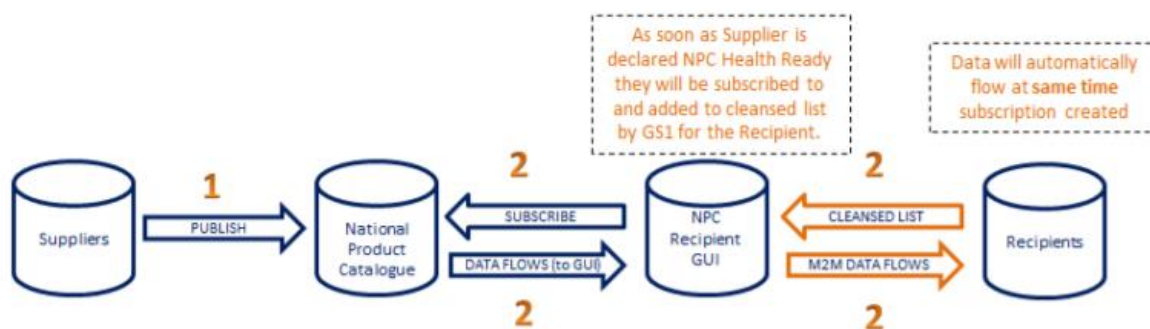 As soon as Supplier is
declared NPC Health Ready
they will be subscribed to
and added to cleansed list
by GS1 for the Recipient.
Data will automatically
flow at same time
subscription created
1
2
2
Suppliers
PUBLISH
National
Product
Catalogue
SUBSCRIBE
DATA FLOWS (to GUI)
NPC
Recipient
GUI
CLEANSED LIST
M2M DATA FLOWS
Recipients
2
2